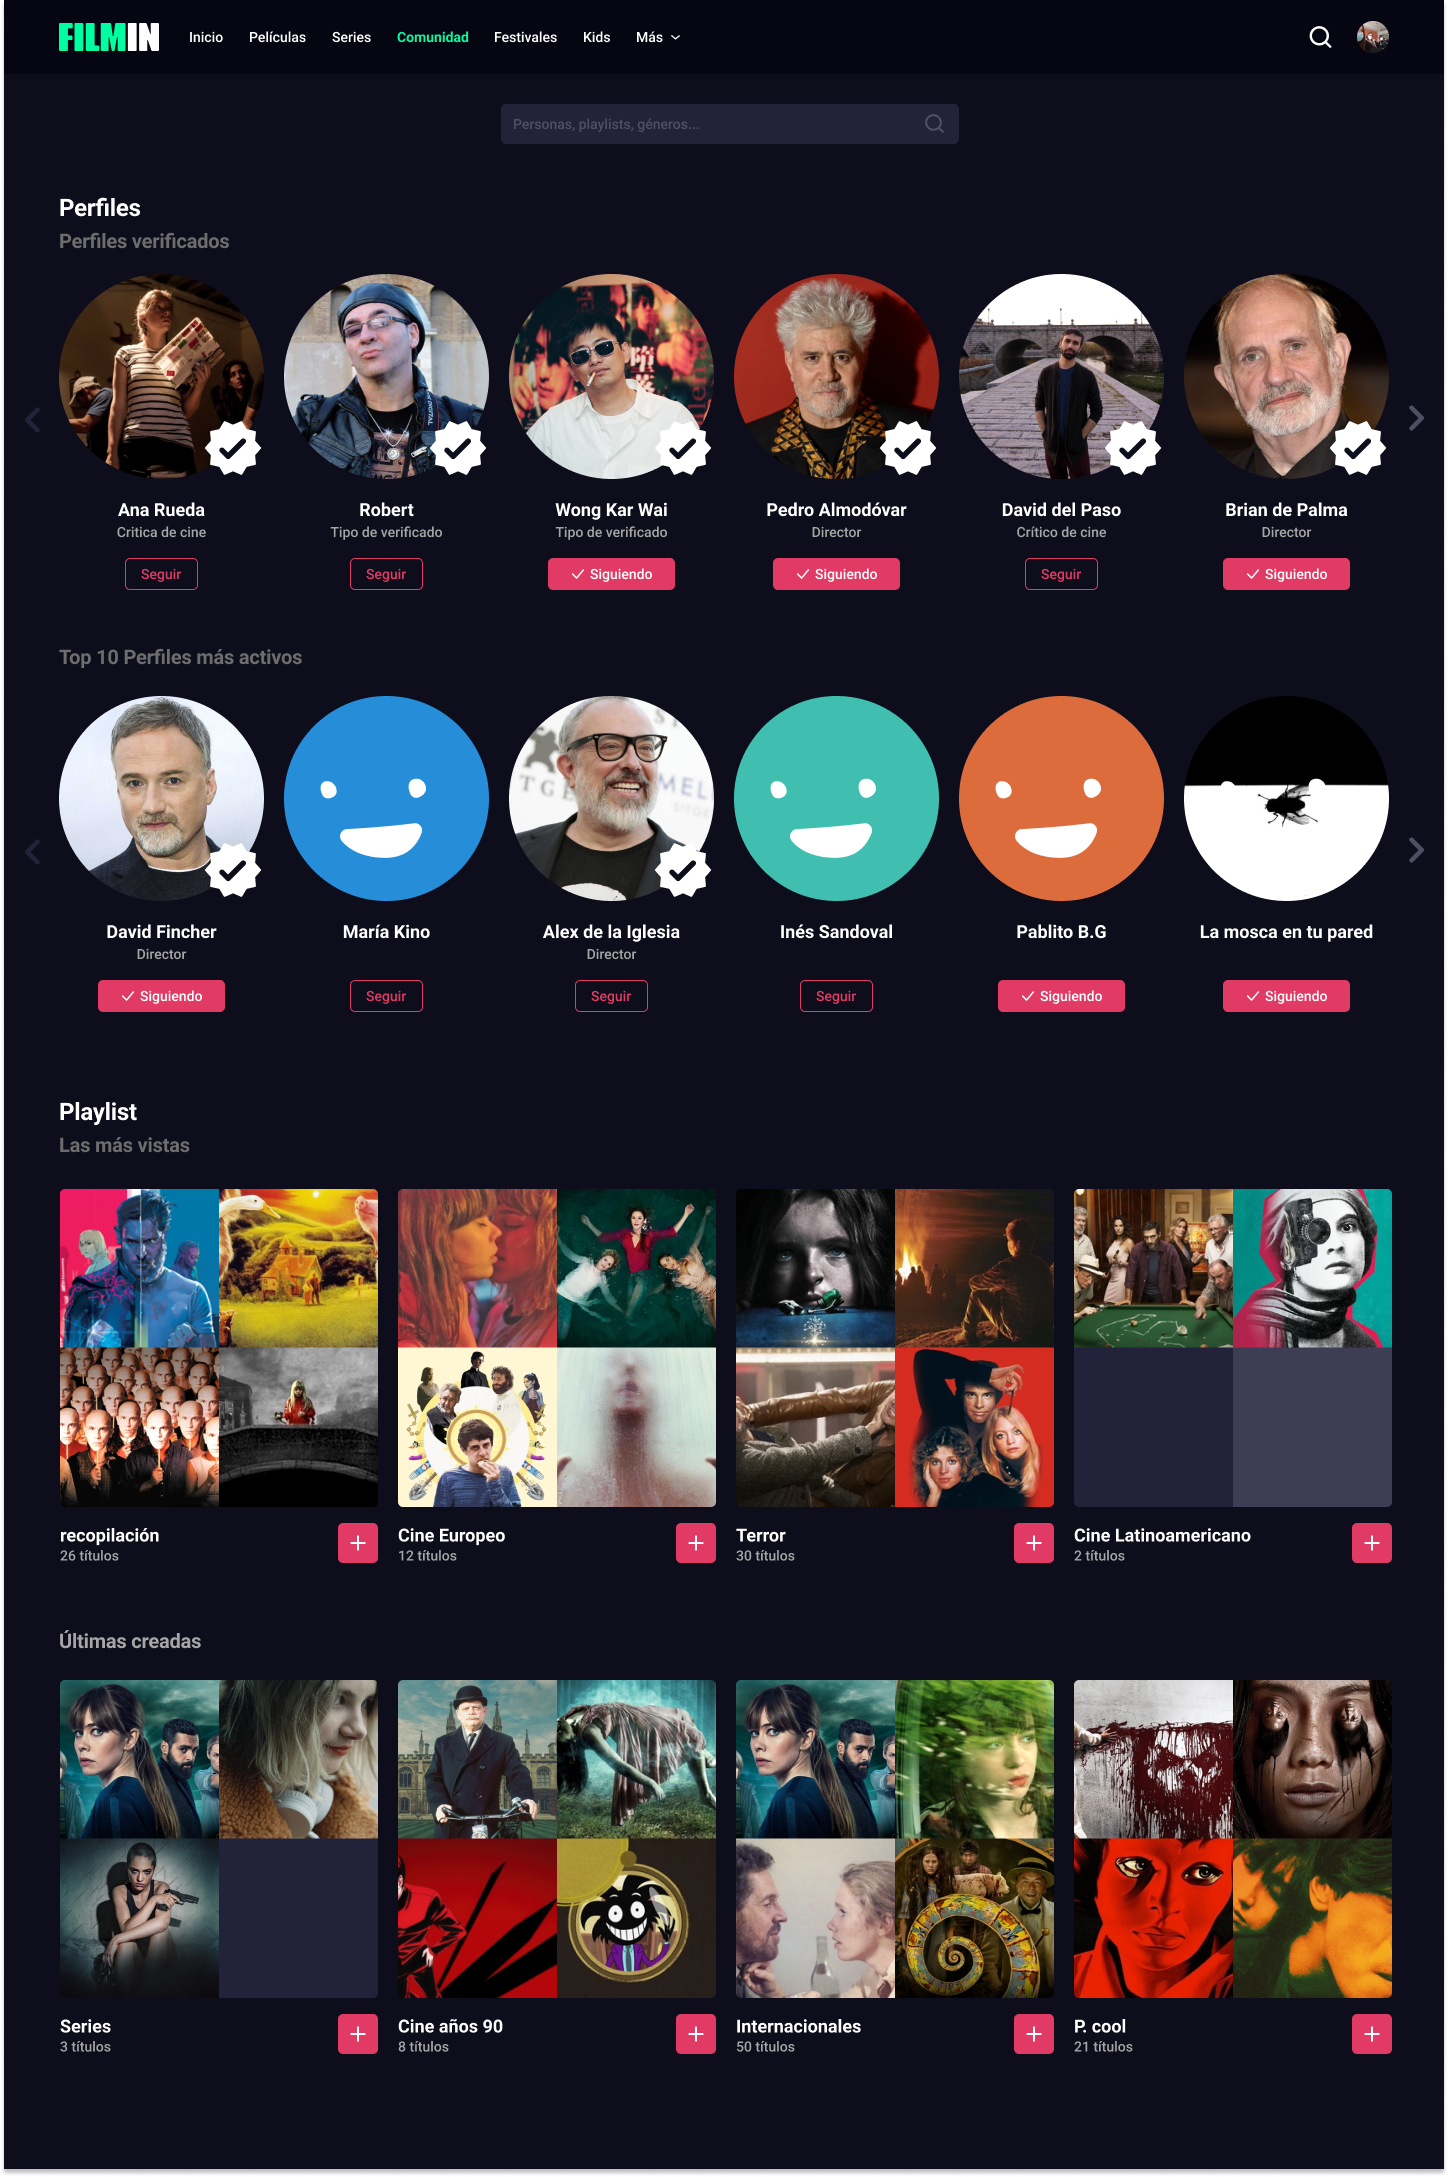 FILMIN
Inicio Películas Series Comunidad Festivales Kids Más
Personas, playlists, géneros...
Perfiles
Perfiles verificados
Ana Rueda Robert Wong Kar Wai Pedro Almodóvar David del Paso Brian de Palma
Critica de cine Tipo de verificado Tipo de verificado Director Crítico de cine Director
Seguir Seguir Siguiendo Siguiendo Seguir Siguiendo
Top 10 Perfiles más activos
David Fincher María Kino Alex de la Iglesia Inés Sandoval Pablito B.G La mosca en tu pared
Director Director
Siguiendo Seguir Seguir Seguir Siguiendo Siguiendo
Playlist
Las más vistas
recopilación Cine Europeo Terror Cine Latinoamericano
26 títulos 12 títulos 30 títulos 2 títulos
Últimas creadas
Series Cine años 90 Internacionales P. cool
3 títulos 8 títulos 50 títulos 21 títulos